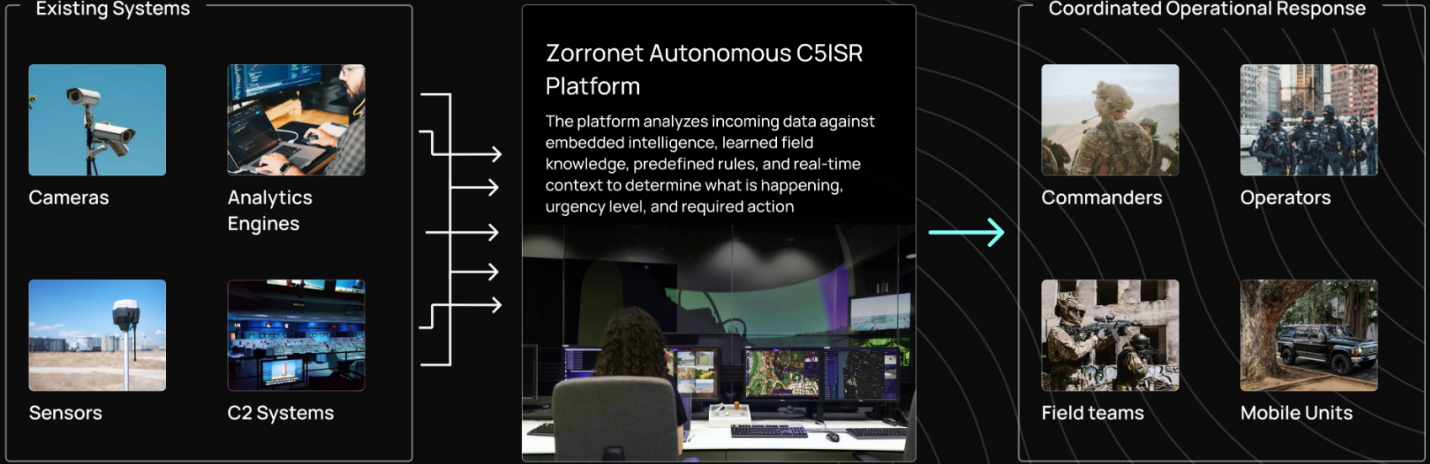 Existing Systems
Cameras
Analytics
Engines
Sensors
C2 Systems
Zorronet Autonomous C5ISR
Platform
The platform analyzes incoming data against
embedded intelligence, learned field
knowledge, predefined rules, and real-time
context to determine what is happening,
urgency level, and required action
Coordinated Operational Response
Commanders
Operators
Field teams
Mobile Units